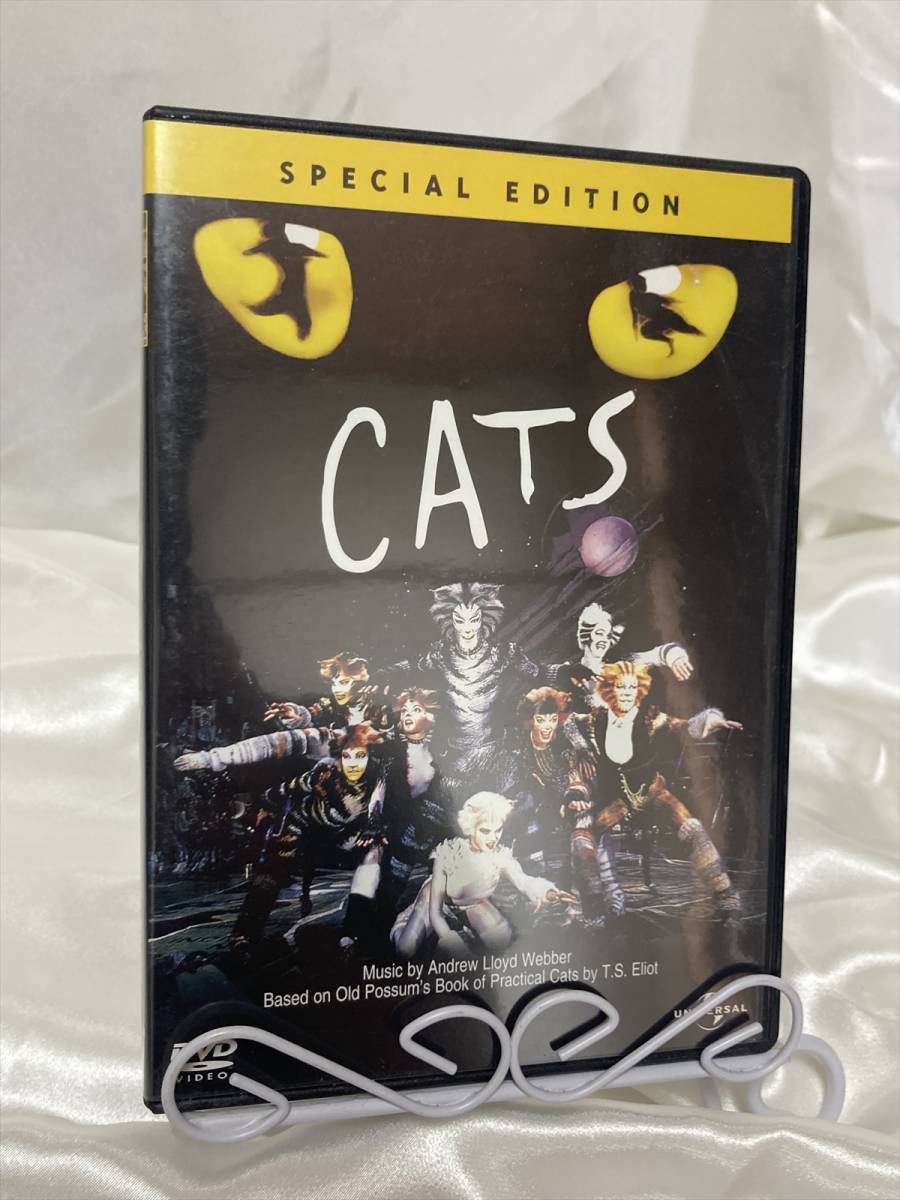 SPECIAL EDITION
CATS
Music by Andrew Lloyd Webber
Based on Old Possum's Book of Practical Cats by T.S. Eliot
UNIVERSAL
DVD
VIDEO